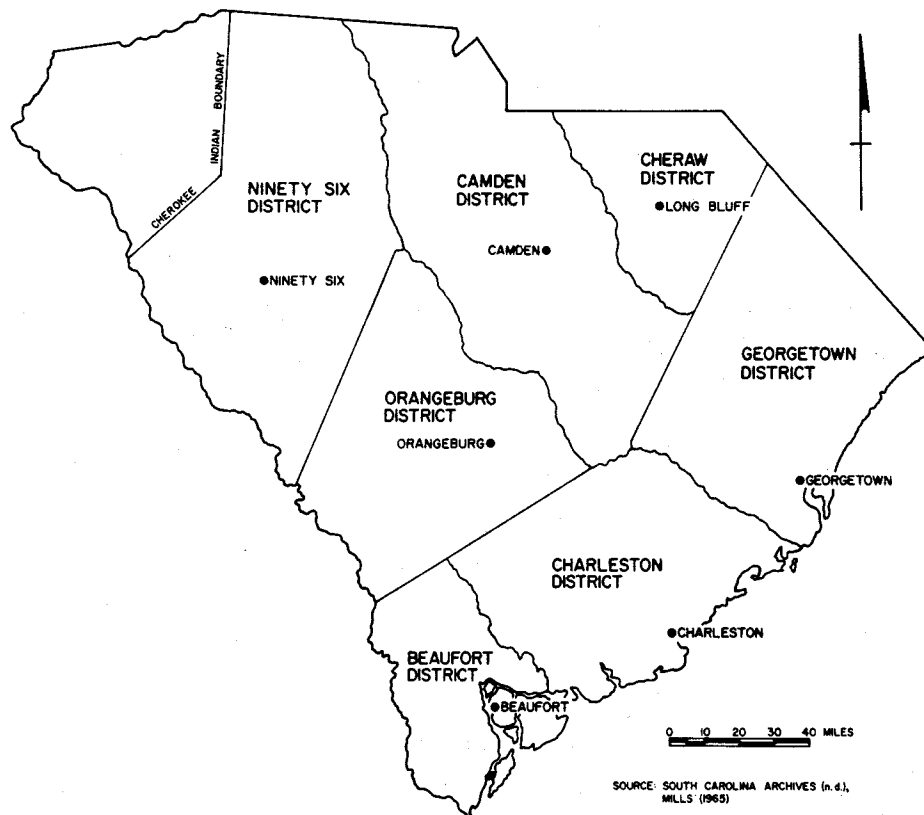 CHEROKEE
INDIAN BOUNDARY
NINETY SIX
DISTRICT
NINETY SIX
CAMDEN
DISTRICT
CAMDEN
CHERAW
DISTRICT
LONG BLUFF
GEORGETOWN
DISTRICT
GEORGETOWN
ORANGEBURG
DISTRICT
ORANGEBURG
CHARLESTON
DISTRICT
CHARLESTON
BEAUFORT
DISTRICT
BEAUFORT
0 10 20 30 40 MILES
SOURCE: SOUTH CAROLINA ARCHIVES (n.d.),
MILLS (1965)